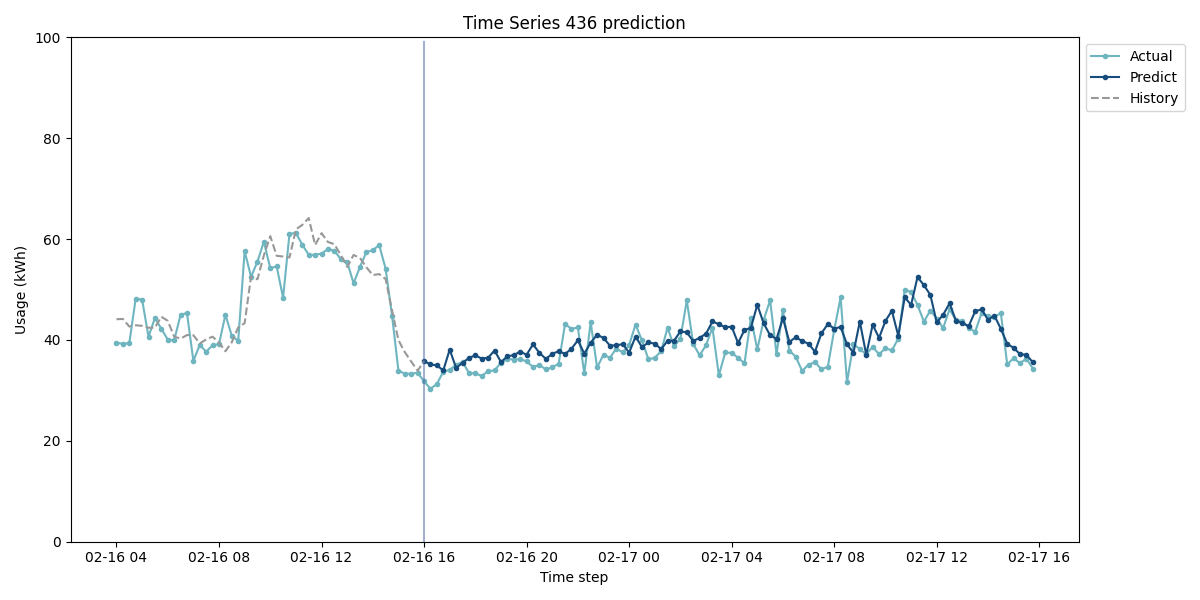 Time Series 436 prediction
Usage (kWh)
100
80
60
40
20
0
02-16 04 02-16 08 02-16 12 02-16 16 02-16 20 02-17 00 02-17 04 02-17 08 02-17 12 02-17 16
Time step
Actual
Predict
History